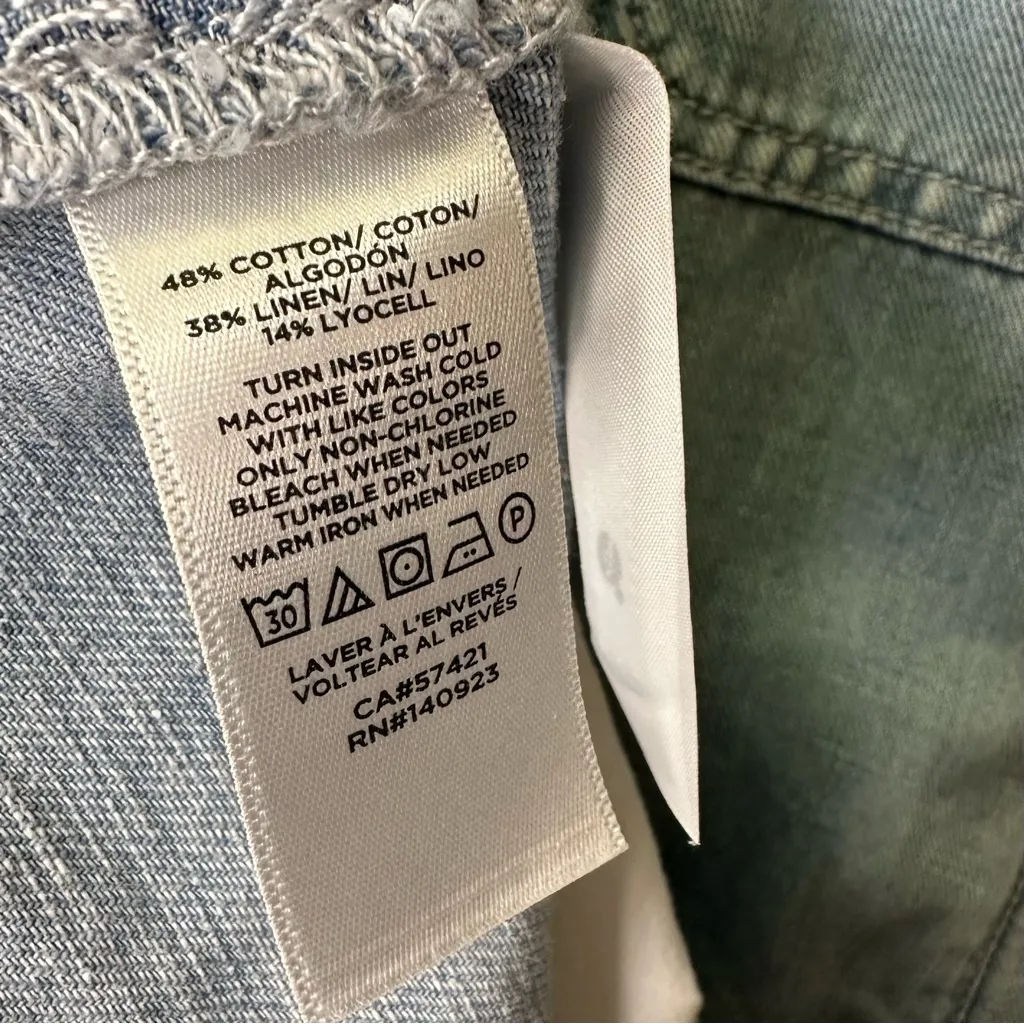 48% COTTON/ COTON/
ALGODÓN
38% LINEN/ LIN/ LINO
14% LYOCELL
TURN INSIDE OUT
MACHINE WASH COLD
WITH LIKE COLORS
ONLY NON-CHLORINE
BLEACH WHEN NEEDED
TUMBLE DRY LOW
WARM IRON WHEN NEEDED
30 P
LAVER À L'ENVERS /
VOLTEAR AL REVÉS
CA#57421
RN#140923